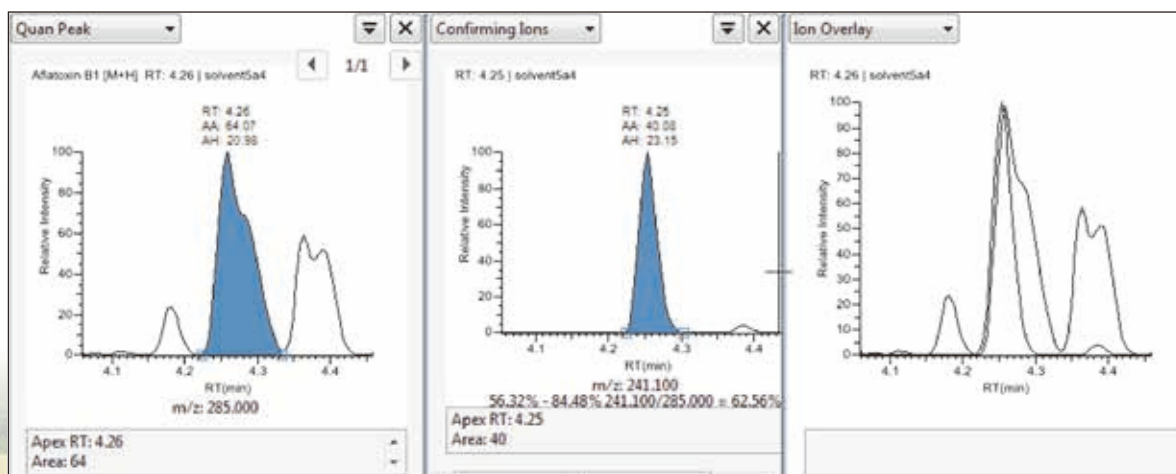 Quan Peak
Aflatoxin B1 [M+H] RT: 4.26 | solvent5a4
1/1
RT: 4.26
AA: 64.07
AH: 20.98
100
80
60
40
20
0
Relative Intensity
4.1 4.2 4.3 4.4
RT(min)
m/z: 285.000
Apex RT: 4.26
Area: 64
Confirming Ions
RT: 4.25 | solvent5a4
RT: 4.25
AA: 40.08
AH: 23.15
100
80
60
40
20
0
Relative Intensity
4.1 4.2 4.3 4.4
RT(min)
m/z: 241.100
56.32% - 84.48% 241.100/285.000 = 62.56%
Apex RT: 4.25
Area: 40
Ion Overlay
RT: 4.26 | solvent5a4
100
90
80
70
60
50
40
30
20
10
0
Relative Intensity
4.1 4.2 4.3 4.4
RT(min)